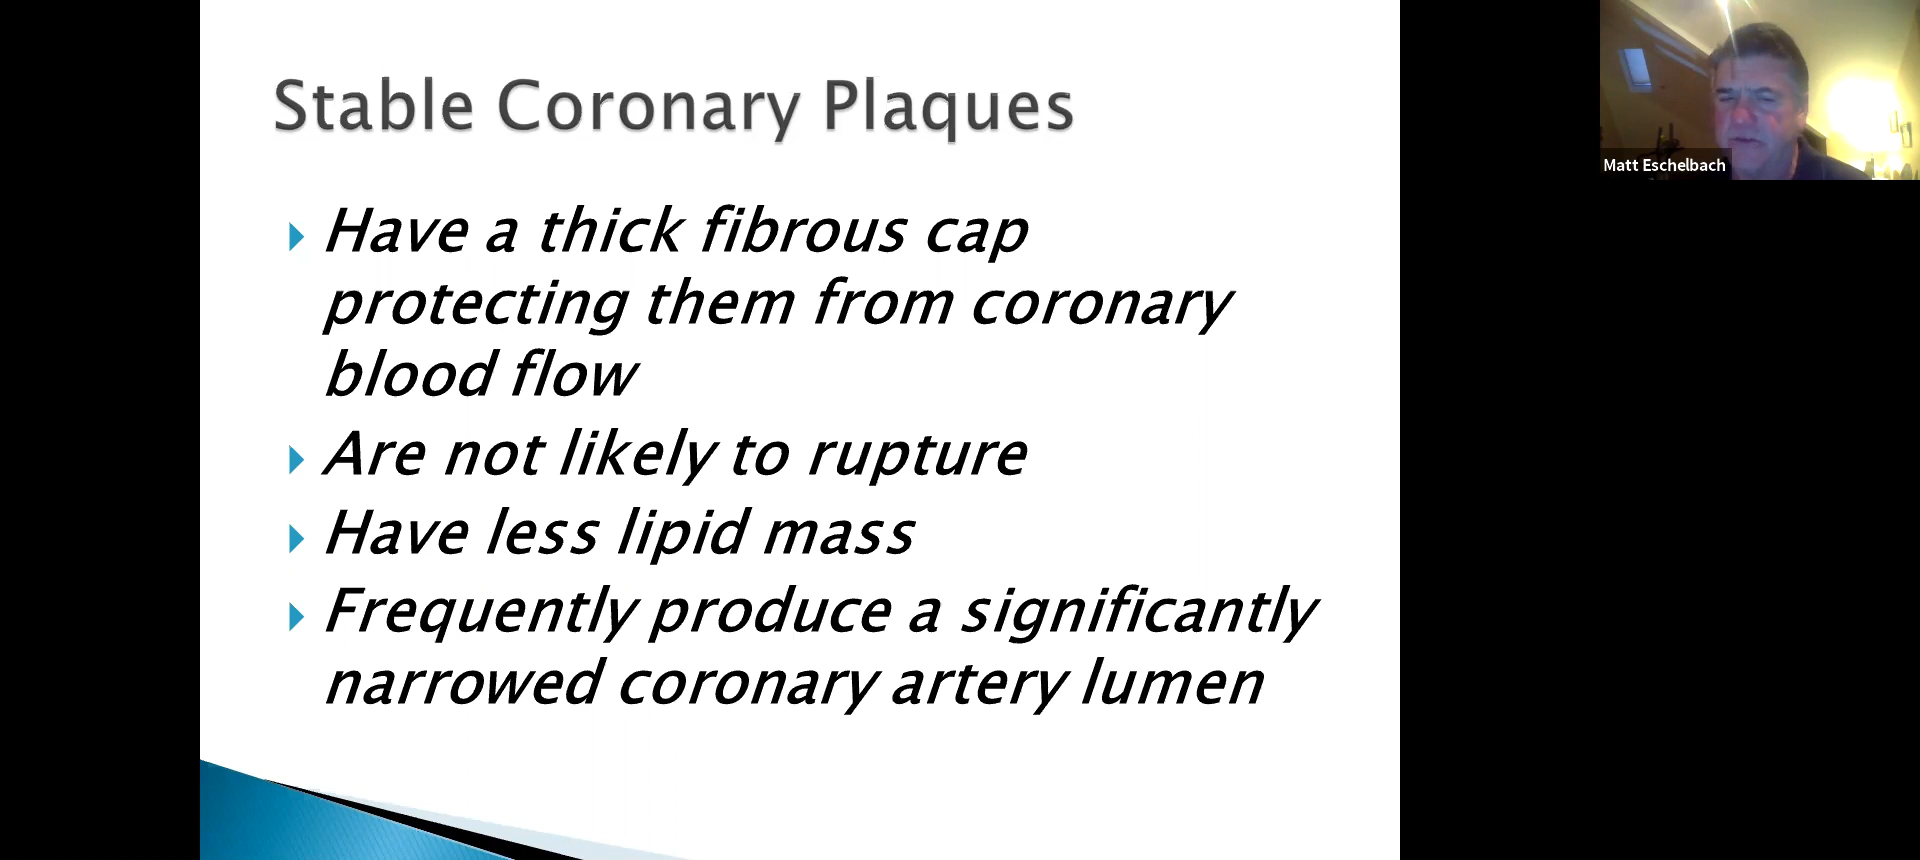 Stable Coronary Plaques
Have a thick fibrous cap
protecting them from coronary
blood flow
Are not likely to rupture
Have less lipid mass
Frequently produce a significantly
narrowed coronary artery lumen
Matt Eschelbach